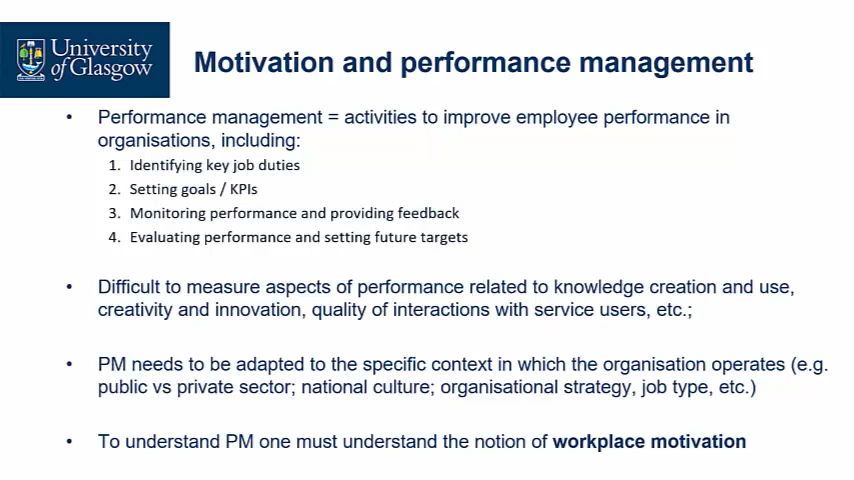 University
of Glasgow
Motivation and performance management
• Performance management = activities to improve employee performance in
organisations, including:
1. Identifying key job duties
2. Setting goals / KPIs
3. Monitoring performance and providing feedback
4. Evaluating performance and setting future targets
• Difficult to measure aspects of performance related to knowledge creation and use,
creativity and innovation, quality of interactions with service users, etc.;
• PM needs to be adapted to the specific context in which the organisation operates (e.g.
public vs private sector; national culture; organisational strategy, job type, etc.)
• To understand PM one must understand the notion of workplace motivation